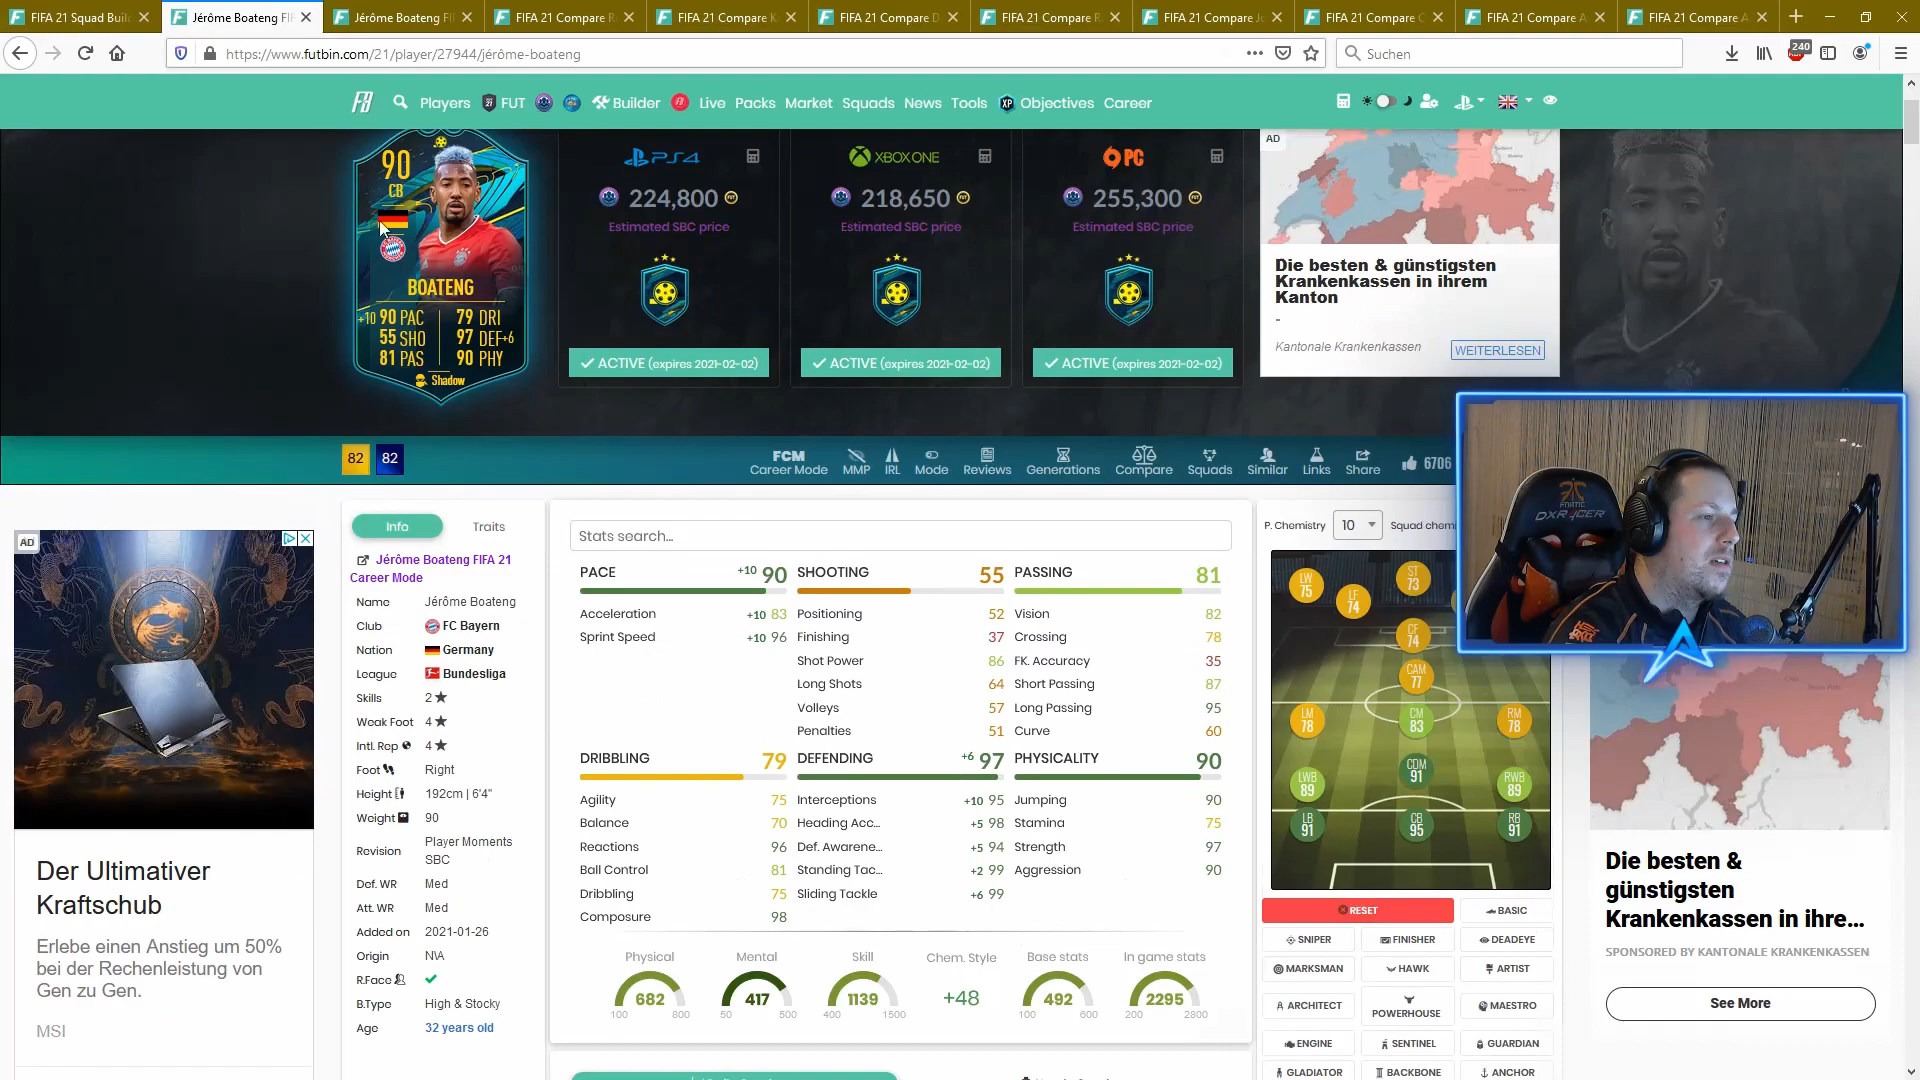 FIFA 21 Squad Buil
Jérôme Boateng FIF
Jérôme Boateng FI
FIFA 21 Compare R
FIFA 21 Compare K
FIFA 21 Compare D
FIFA 21 Compare R
FIFA 21 Compare Jo
FIFA 21 Compare C
FIFA 21 Compare A
FIFA 21 Compare A
https://www.futbin.com/21/player/27944/jérôme-boateng
Suchen
240
Players FUT Builder Live Packs Market Squads News Tools XP Objectives Career
90
CB
BOATENG
+10 90 PAC 79 DRI
55 SHO 97 DEF+6
81 PAS 90 PHY
Shadow
PS4
224,800
Estimated SBC price
ACTIVE (expires 2021-02-02)
XBOX ONE
218,650
Estimated SBC price
ACTIVE (expires 2021-02-02)
PC
255,300
Estimated SBC price
ACTIVE (expires 2021-02-02)
AD
Die besten & günstigsten
Krankenkassen in ihrem
Kanton
-
Kantonale Krankenkassen WEITERLESEN
82 82
FCM
Career Mode MMP IRL Mode Reviews Generations Compare Squads Similar Links Share 6706
AD
Der Ultimativer
Kraftschub
Erlebe einen Anstieg um 50%
bei der Rechenleistung von
Gen zu Gen.
MSI
Info Traits
Jérôme Boateng FIFA 21
Career Mode
Name Jérôme Boateng
Club FC Bayern
Nation Germany
League Bundesliga
Skills 2
Weak Foot 4
Intl. Rep 4
Foot Right
Height 192cm | 6'4"
Weight 90
Revision Player Moments
SBC
Def. WR Med
Att. WR Med
Added on 2021-01-26
Origin N\A
R.Face
B.Type High & Stocky
Age 32 years old
Stats search...
PACE +10 90
Acceleration +10 83
Sprint Speed +10 96
SHOOTING 55
Positioning 52
Finishing 37
Shot Power 86
Long Shots 64
Volleys 57
Penalties 51
PASSING 81
Vision 82
Crossing 78
FK. Accuracy 35
Short Passing 87
Long Passing 95
Curve 60
DRIBBLING 79
Agility 75
Balance 70
Reactions 96
Ball Control 81
Dribbling 75
Composure 98
DEFENDING +6 97
Interceptions +10 95
Heading Acc... +5 98
Def. Awarene... +5 94
Standing Tac... +2 99
Sliding Tackle +6 99
PHYSICALITY 90
Jumping 90
Stamina 75
Strength 97
Aggression 90
Physical
682
100 800
Mental
417
50 500
Skill
1139
400 1500
Chem. Style
+48
Base stats
492
100 600
In game stats
2295
200 2800
P. Chemistry 10 Squad chem
LW
75
LF
74
ST
73
CF
74
CAM
77
LM
78
CM
83
RM
78
CDM
91
LWB
89
RWB
89
LB
91
CB
95
RB
91
RESET BASIC
SNIPER FINISHER DEADEYE
MARKSMAN HAWK ARTIST
ARCHITECT POWERHOUSE MAESTRO
ENGINE SENTINEL GUARDIAN
GLADIATOR BACKBONE ANCHOR
FNATIC
DXRACER
Die besten &
günstigsten
Krankenkassen in ihre...
SPONSORED BY KANTONALE KRANKENKASSEN
See More